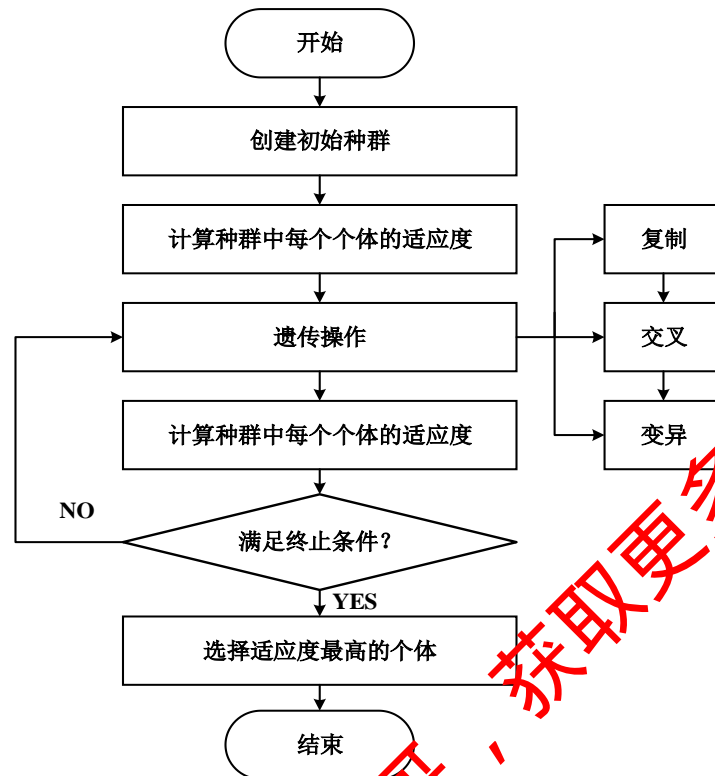 开始
创建初始种群
计算种群中每个个体的适应度
复制
遗传操作
交叉
计算种群中每个个体的适应度
变异
NO
满足终止条件？
YES
选择适应度最高的个体
结束
，获取更多